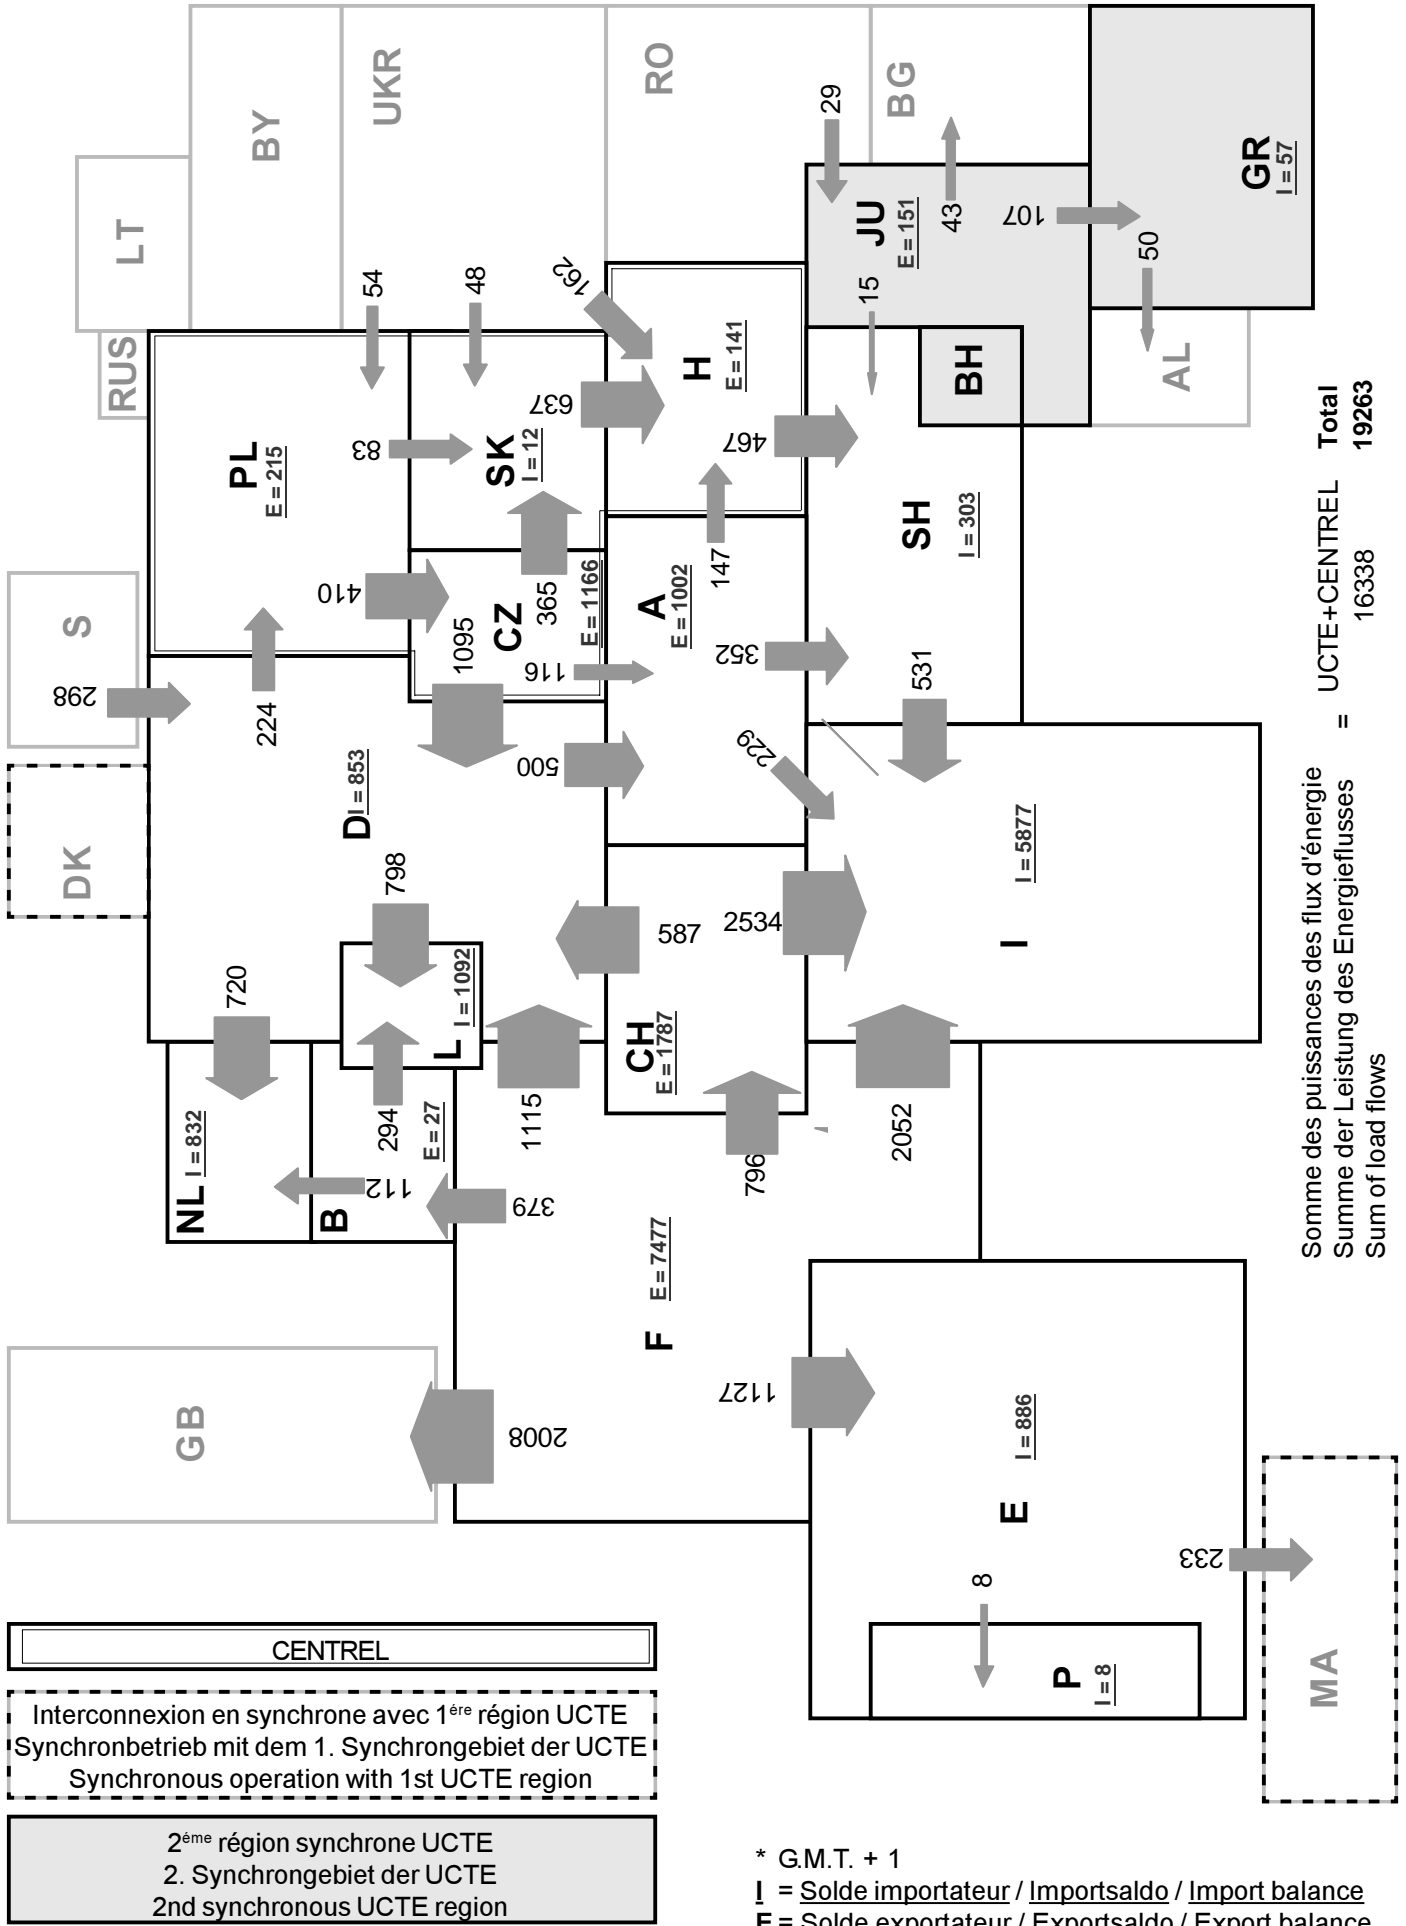 LT
BY
UKR
RO
BG
RUS
S
DK
GB
AL
MA
PL
E = 215
SK
I = 12
H
E = 141
JU
E = 151
GR
I = 57
BH
SH
I = 303
CZ
E = 1166
A
E = 1002
D
I = 853
L
I = 1092
NL
I = 832
B
E = 27
CH
E = 1787
I
I = 5877
F
E = 7477
E
I = 886
P
I = 8
29
43
107
50
15
54
48
162
83
637
467
147
410
365
1095
116
352
531
298
224
500
229
798
720
587
2534
294
112
1115
379
796
2052
2008
1127
233
8
Somme des puissances des flux d'énergie
Summe der Leistung des Energieflusses
Sum of load flows
=
UCTE+CENTREL
16338
Total
19263
CENTREL
Interconnexion en synchrone avec 1ére région UCTE
Synchronbetrieb mit dem 1. Synchrongebiet der UCTE
Synchronous operation with 1st UCTE region
2éme région synchrone UCTE
2. Synchrongebiet der UCTE
2nd synchronous UCTE region
* G.M.T. + 1
I = Solde importateur / Importsaldo / Import balance
E = Solde exportateur / Exportsaldo / Export balance